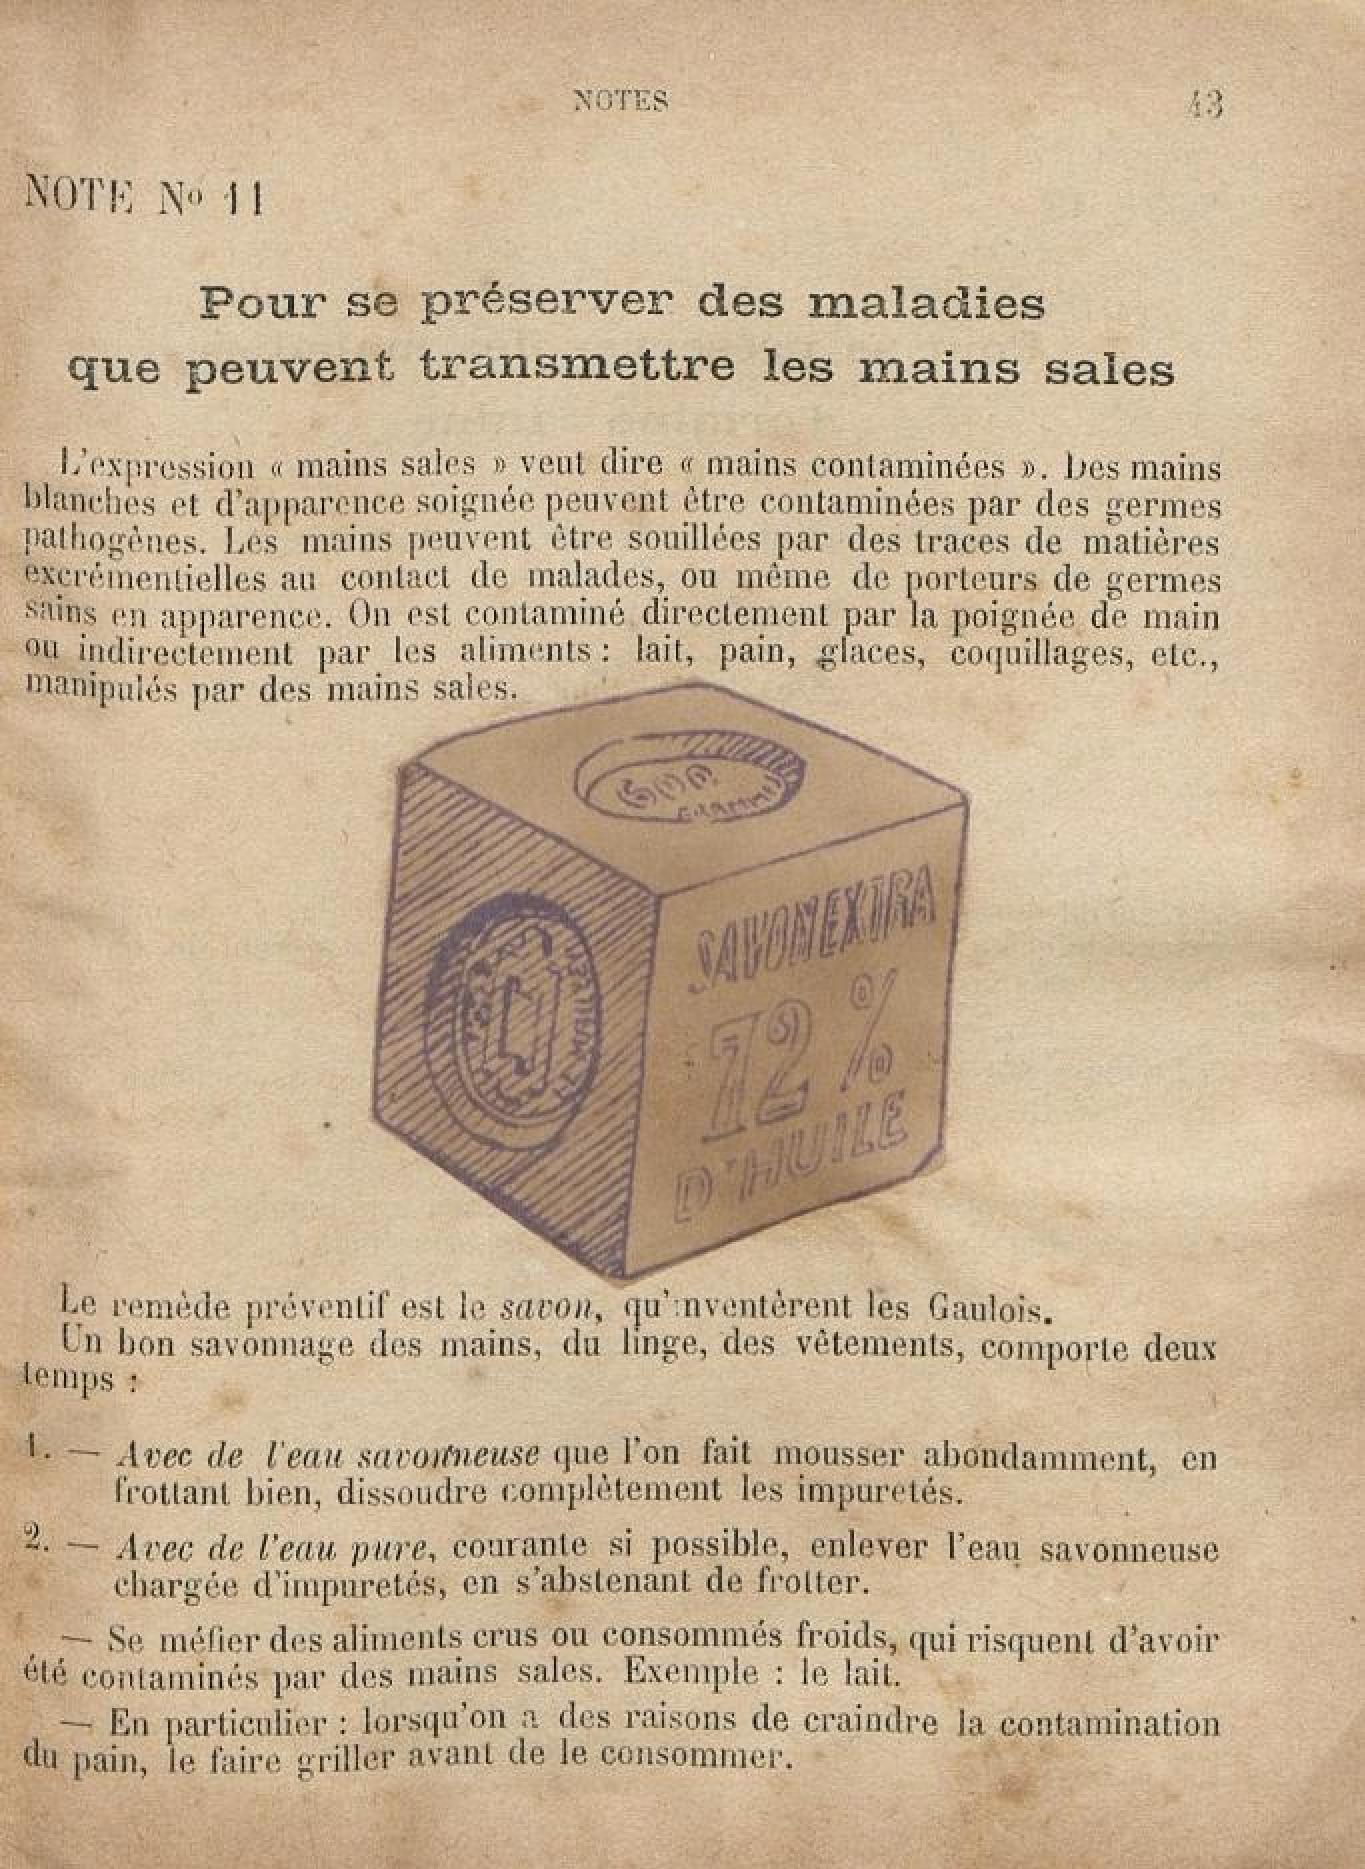 NOTES 43
NOTE No 11
Pour se préserver des maladies
que peuvent transmettre les mains sales
L'expression « mains sales » veut dire « mains contaminées ». Des mains
blanches et d'apparence soignée peuvent être contaminées par des germes
pathogènes. Les mains peuvent être souillées par des traces de matières
excrémentielles au contact de malades, ou même de porteurs de germes
sains en apparence. On est contaminé directement par la poignée de main
ou indirectement par les aliments : lait, pain, glaces, coquillages, etc.,
manipulés par des mains sales.
500
GRAMMES
SAVON EXTRA
72 %
D'HUILE
Le remède préventif est le savon, qu'inventèrent les Gaulois.
Un bon savonnage des mains, du linge, des vêtements, comporte deux
temps :
1. — Avec de l'eau savonneuse que l'on fait mousser abondamment, en
frottant bien, dissoudre complètement les impuretés.
2. — Avec de l'eau pure, courante si possible, enlever l'eau savonneuse
chargée d'impuretés, en s'abstenant de frotter.
— Se méfier des aliments crus ou consommés froids, qui risquent d'avoir
été contaminés par des mains sales. Exemple : le lait.
— En particulier : lorsqu'on a des raisons de craindre la contamination
du pain, le faire griller avant de le consommer.